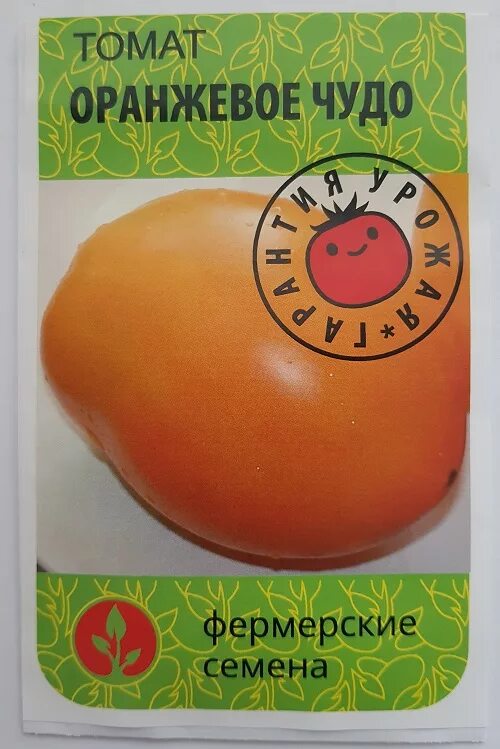 ТОМАТ
ОРАНЖЕВОЕ ЧУДО
ГАРАНТИЯ УРОЖАЯ*
фермерские
семена